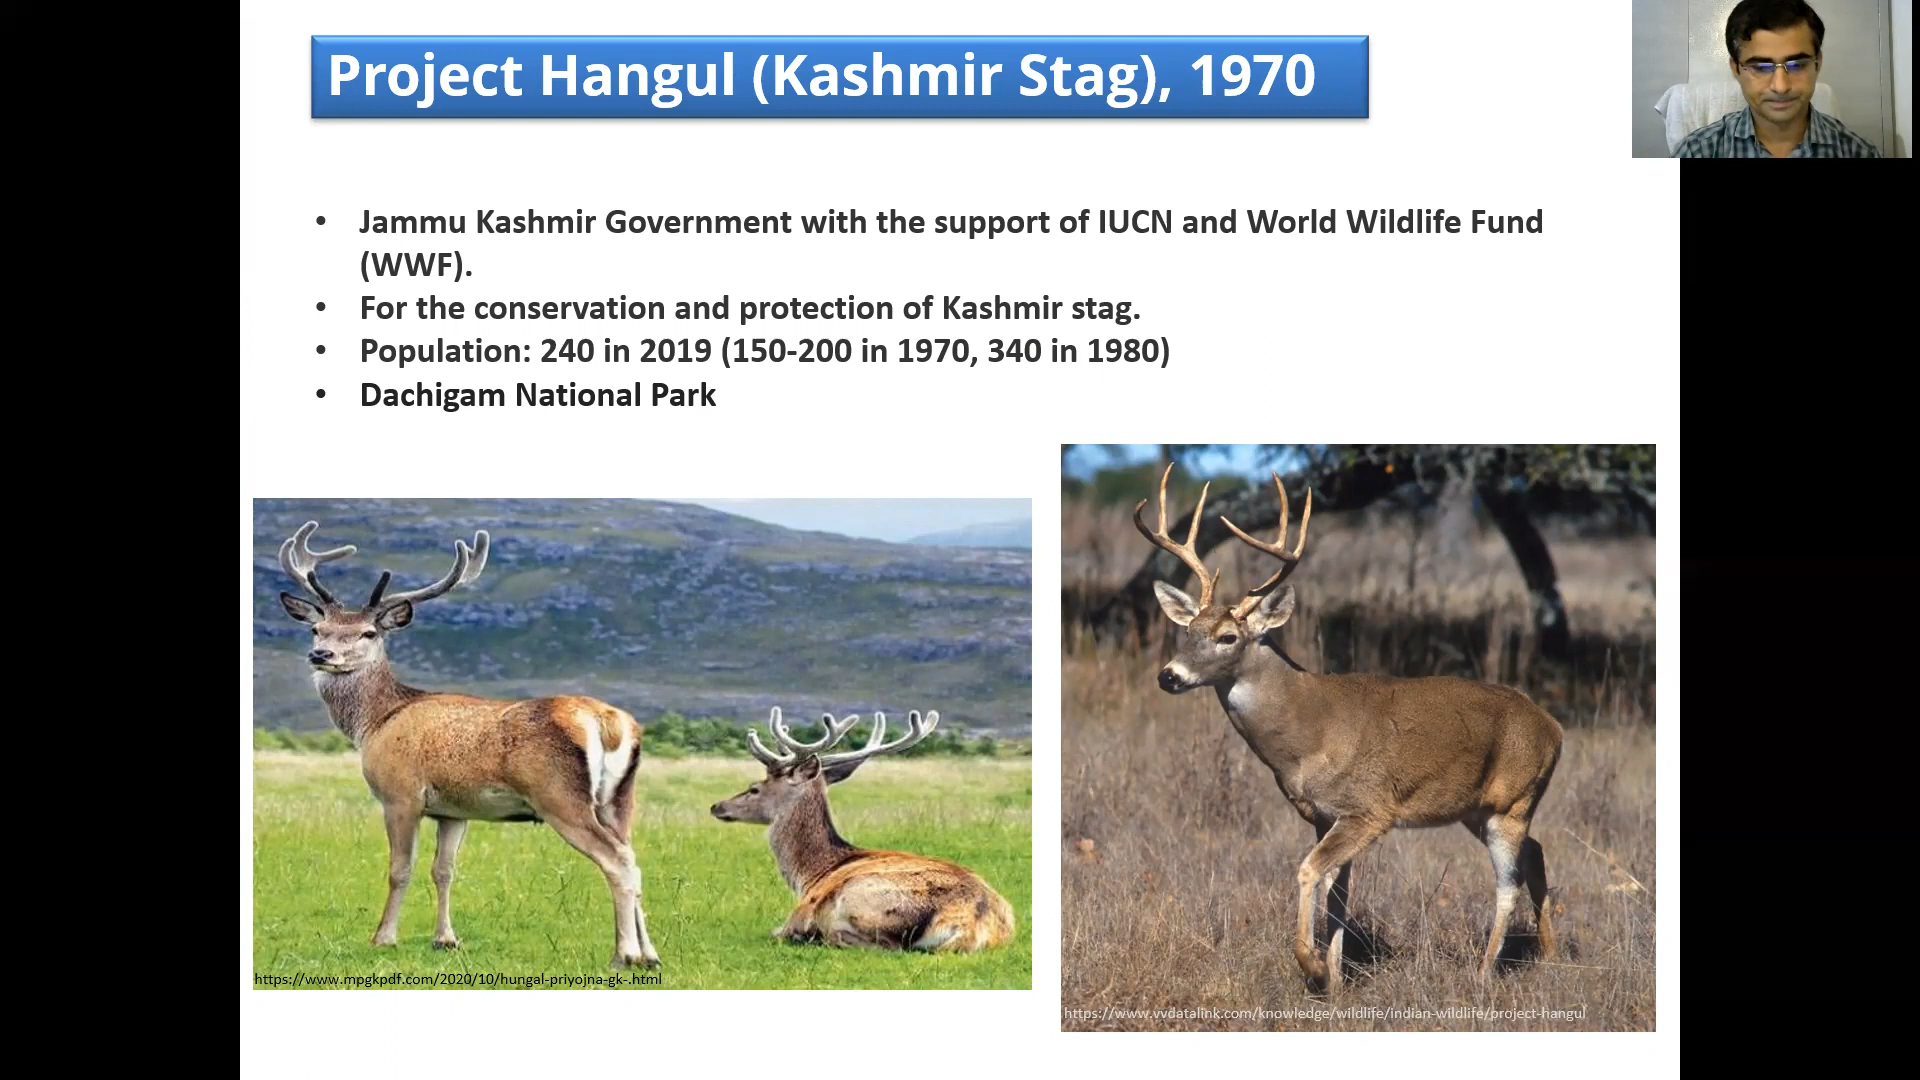 Project Hangul (Kashmir Stag), 1970
• Jammu Kashmir Government with the support of IUCN and World Wildlife Fund
(WWF).
• For the conservation and protection of Kashmir stag.
• Population: 240 in 2019 (150-200 in 1970, 340 in 1980)
• Dachigam National Park
https://www.mpgkpdf.com/2020/10/hungal-priyojna-gk-.html
https://www.vvdatalink.com/knowledge/wildlife/indian-wildlife/project-hangul